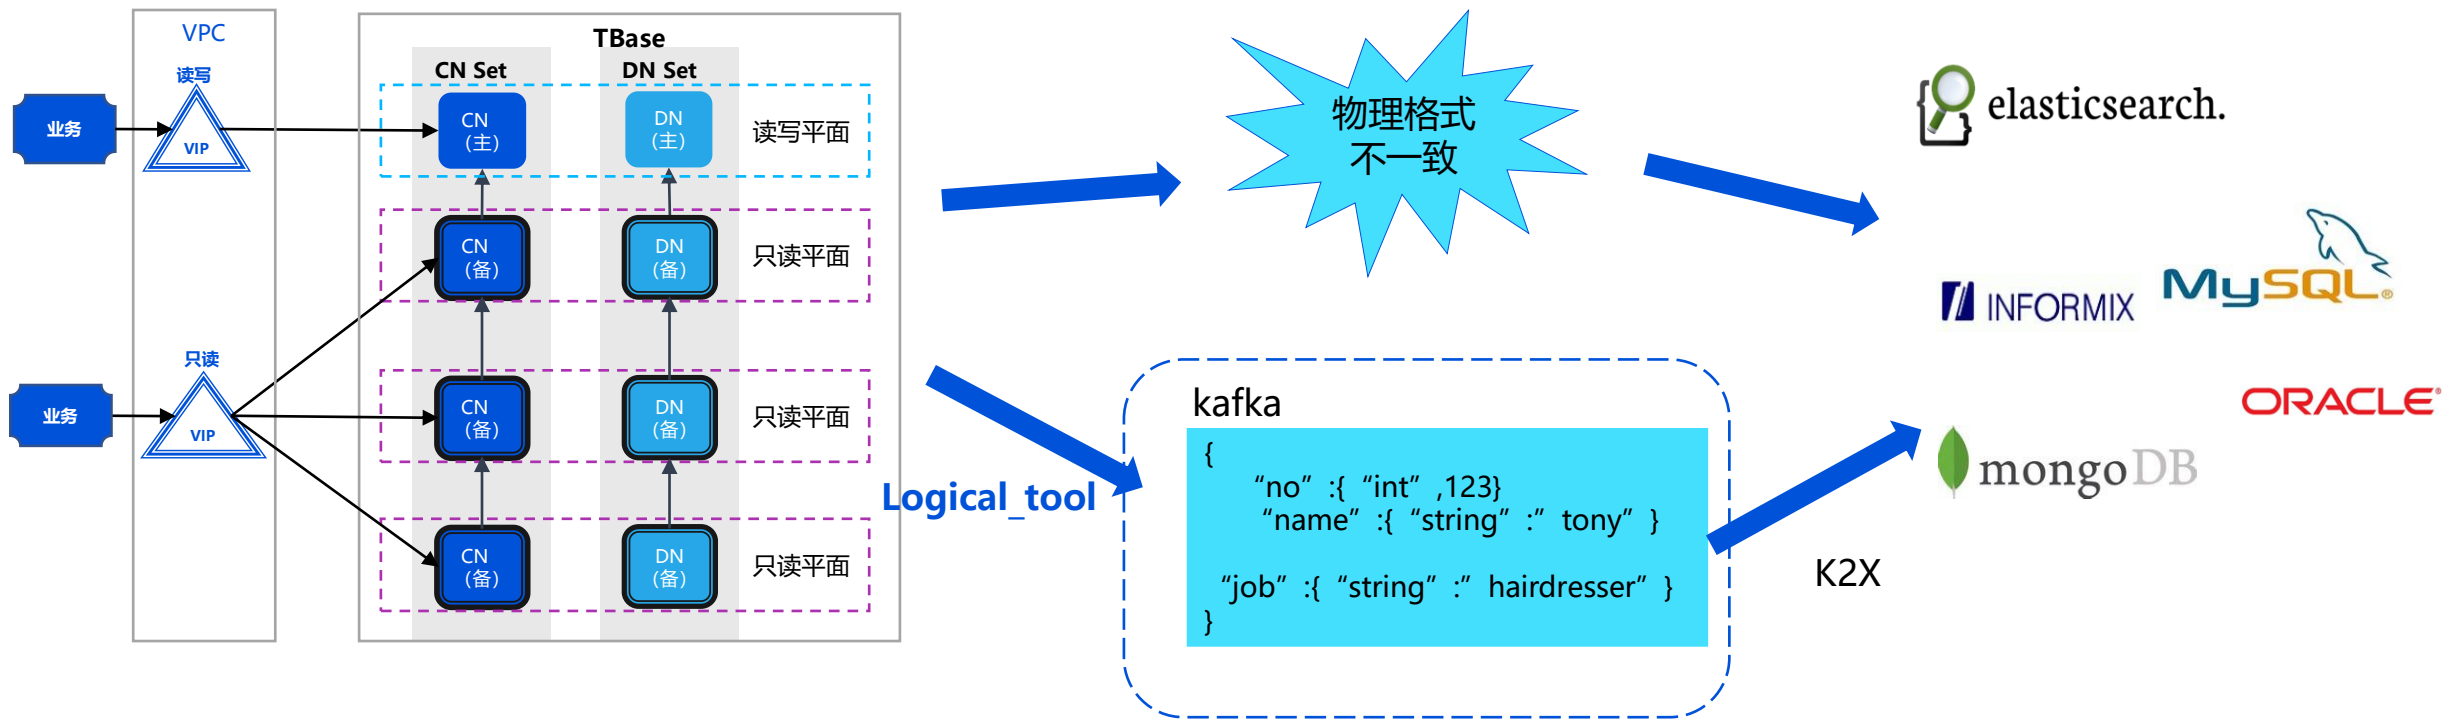 VPC
读写
业务
VIP
只读
业务
VIP
TBase
CN Set
DN Set
CN
（主）
DN
（主）
读写平面
CN
（备）
DN
（备）
只读平面
CN
（备）
DN
（备）
只读平面
CN
（备）
DN
（备）
只读平面
物理格式
不一致
Logical_tool
kafka
{
“no”:{“int”,123}
“name”:{“string”:”tony”}
“job”:{“string”:”hairdresser”}
}
K2X
elasticsearch.
INFORMIX
MySQL®
ORACLE®
mongoDB